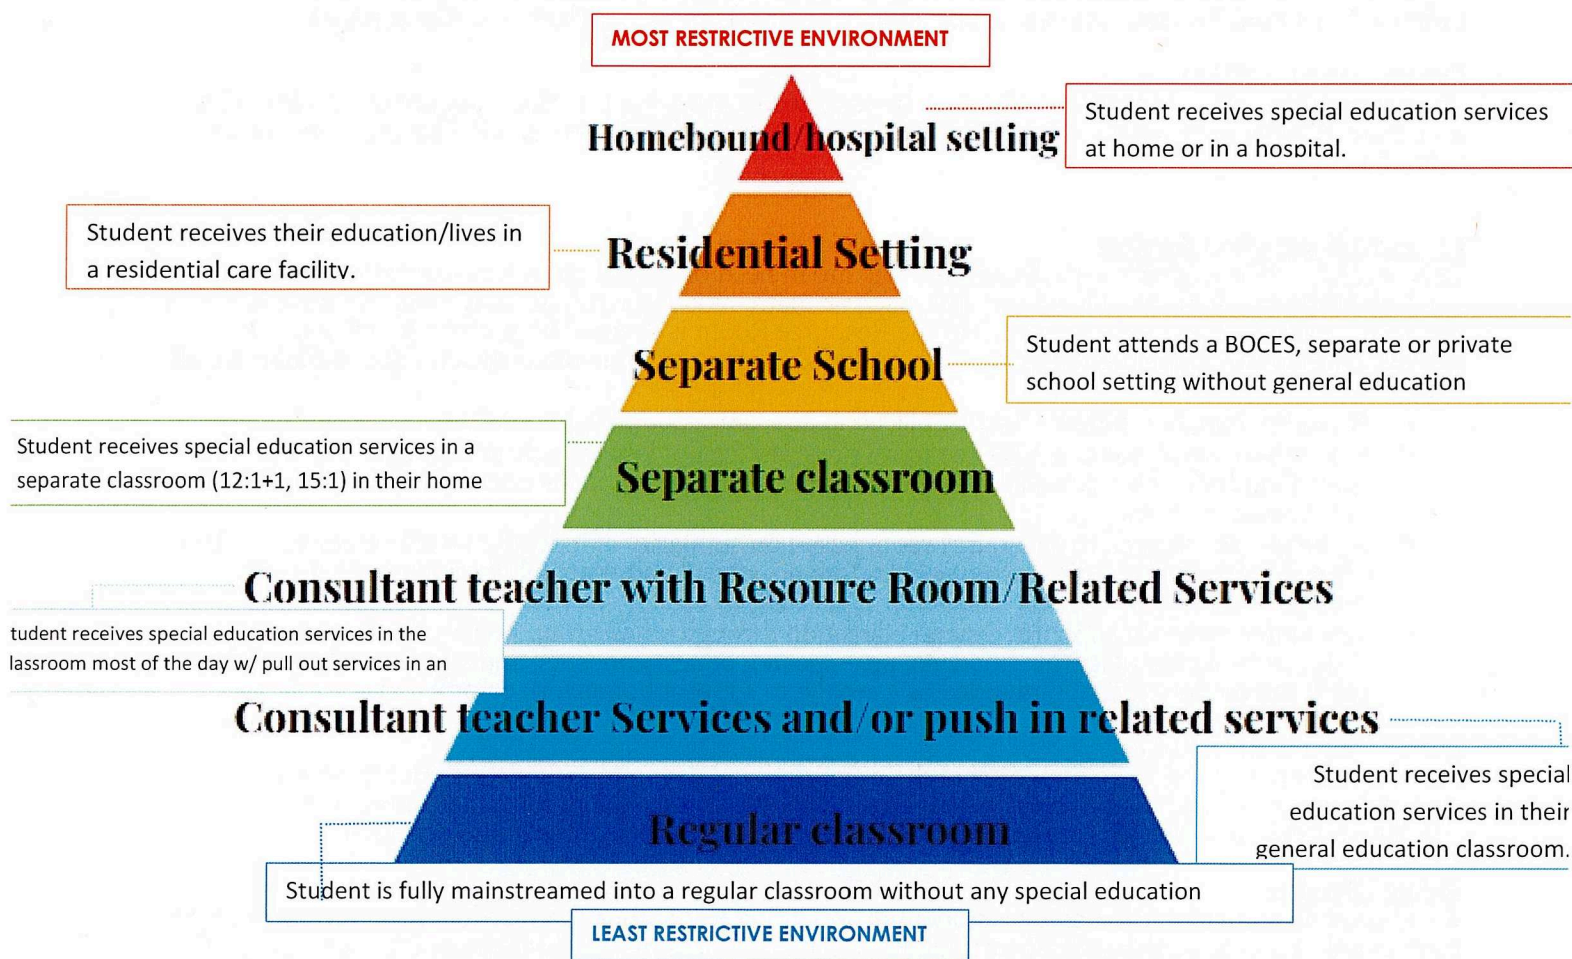 MOST RESTRICTIVE ENVIRONMENT
Homebound/hospital setting
Student receives special education services
at home or in a hospital.
Residential Setting
Student receives their education/lives in
a residential care facility.
Separate School
Student attends a BOCES, separate or private
school setting without general education
Separate classroom
Student receives special education services in a
separate classroom (12:1+1, 15:1) in their home
Consultant teacher with Resoure Room/Related Services
tudent receives special education services in the
lassroom most of the day w/ pull out services in an
Consultant teacher Services and/or push in related services
Student receives special
education services in their
general education classroom.
Regular classroom
Student is fully mainstreamed into a regular classroom without any special education
LEAST RESTRICTIVE ENVIRONMENT